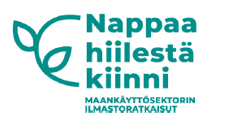 Nappaa
hiilestä
kiinni
MAANKÄYTTÖSEKTORIN
ILMASTORATKAISUT